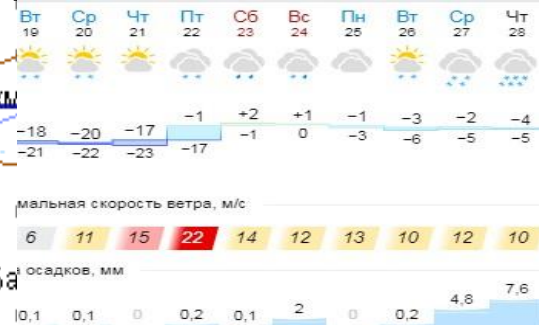 Вт Ср Чт Пт Сб Вс Пн Вт Ср Чт
19 20 21 22 23 24 25 26 27 28
−18 −20 −17 −1 +2 +1 −1 −3 −2 −4
−21 −22 −23 −17 −1 0 −3 −6 −5 −5
мальная скорость ветра, м/с
6 11 15 22 14 12 13 10 12 10
осадков, мм
0,1 0,1 0 0,2 0,1 2 0 0,2 4,8 7,6